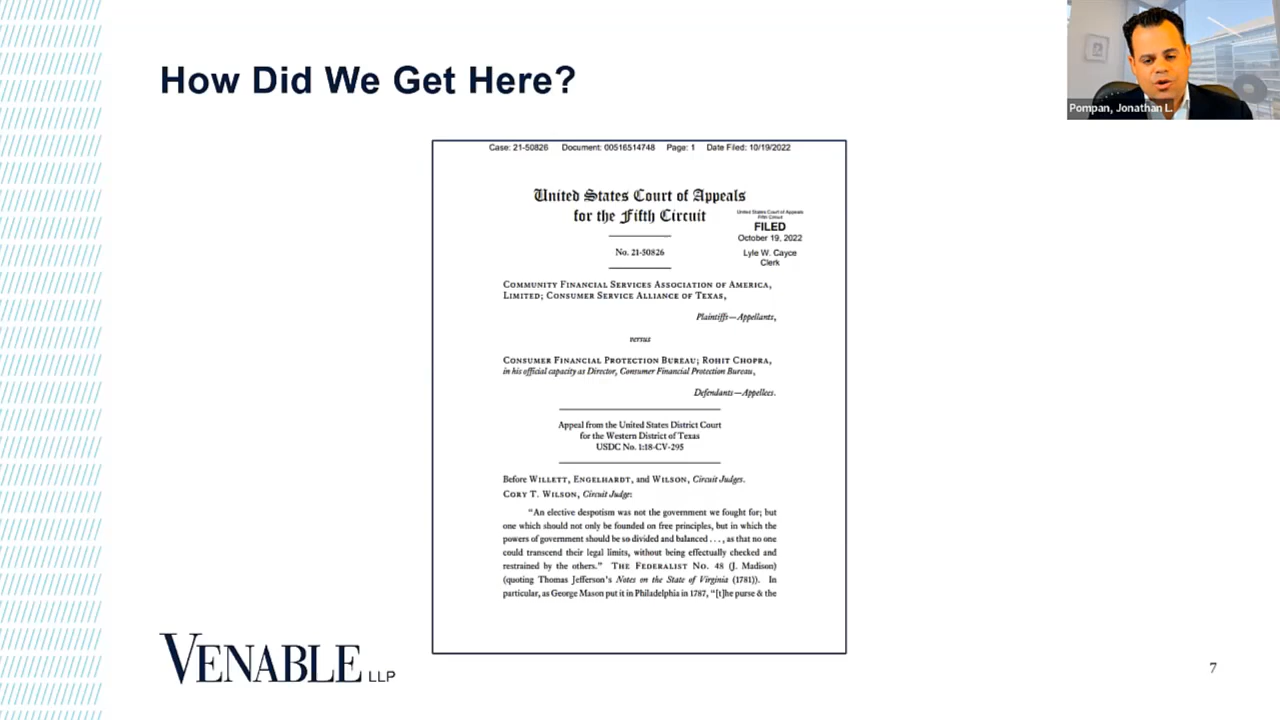 How Did We Get Here?
Pompan, Jonathan L.
Case: 21-50826 Document: 00516514748 Page: 1 Date Filed: 10/19/2022
United States Court of Appeals
for the Fifth Circuit
United States Court of Appeals
Fifth Circuit
FILED
October 19, 2022
Lyle W. Cayce
Clerk
No. 21-50826
Community Financial Services Association of America,
Limited; Consumer Service Alliance of Texas,
Plaintiffs—Appellants,
versus
Consumer Financial Protection Bureau; Rohit Chopra,
in his official capacity as Director, Consumer Financial Protection Bureau,
Defendants—Appellees.
Appeal from the United States District Court
for the Western District of Texas
USDC No. 1:18-CV-295
Before Willett, Engelhardt, and Wilson, Circuit Judges.
Cory T. Wilson, Circuit Judge:
“An elective despotism was not the government we fought for; but
one which should not only be founded on free principles, but in which the
powers of government should be so divided and balanced . . . , as that no one
could transcend their legal limits, without being effectually checked and
restrained by the others.” The Federalist No. 48 (J. Madison)
(quoting Thomas Jefferson’s Notes on the State of Virginia (1781)). In
particular, as George Mason put it in Philadelphia in 1787, “[t]he purse & the
VENABLE LLP
7